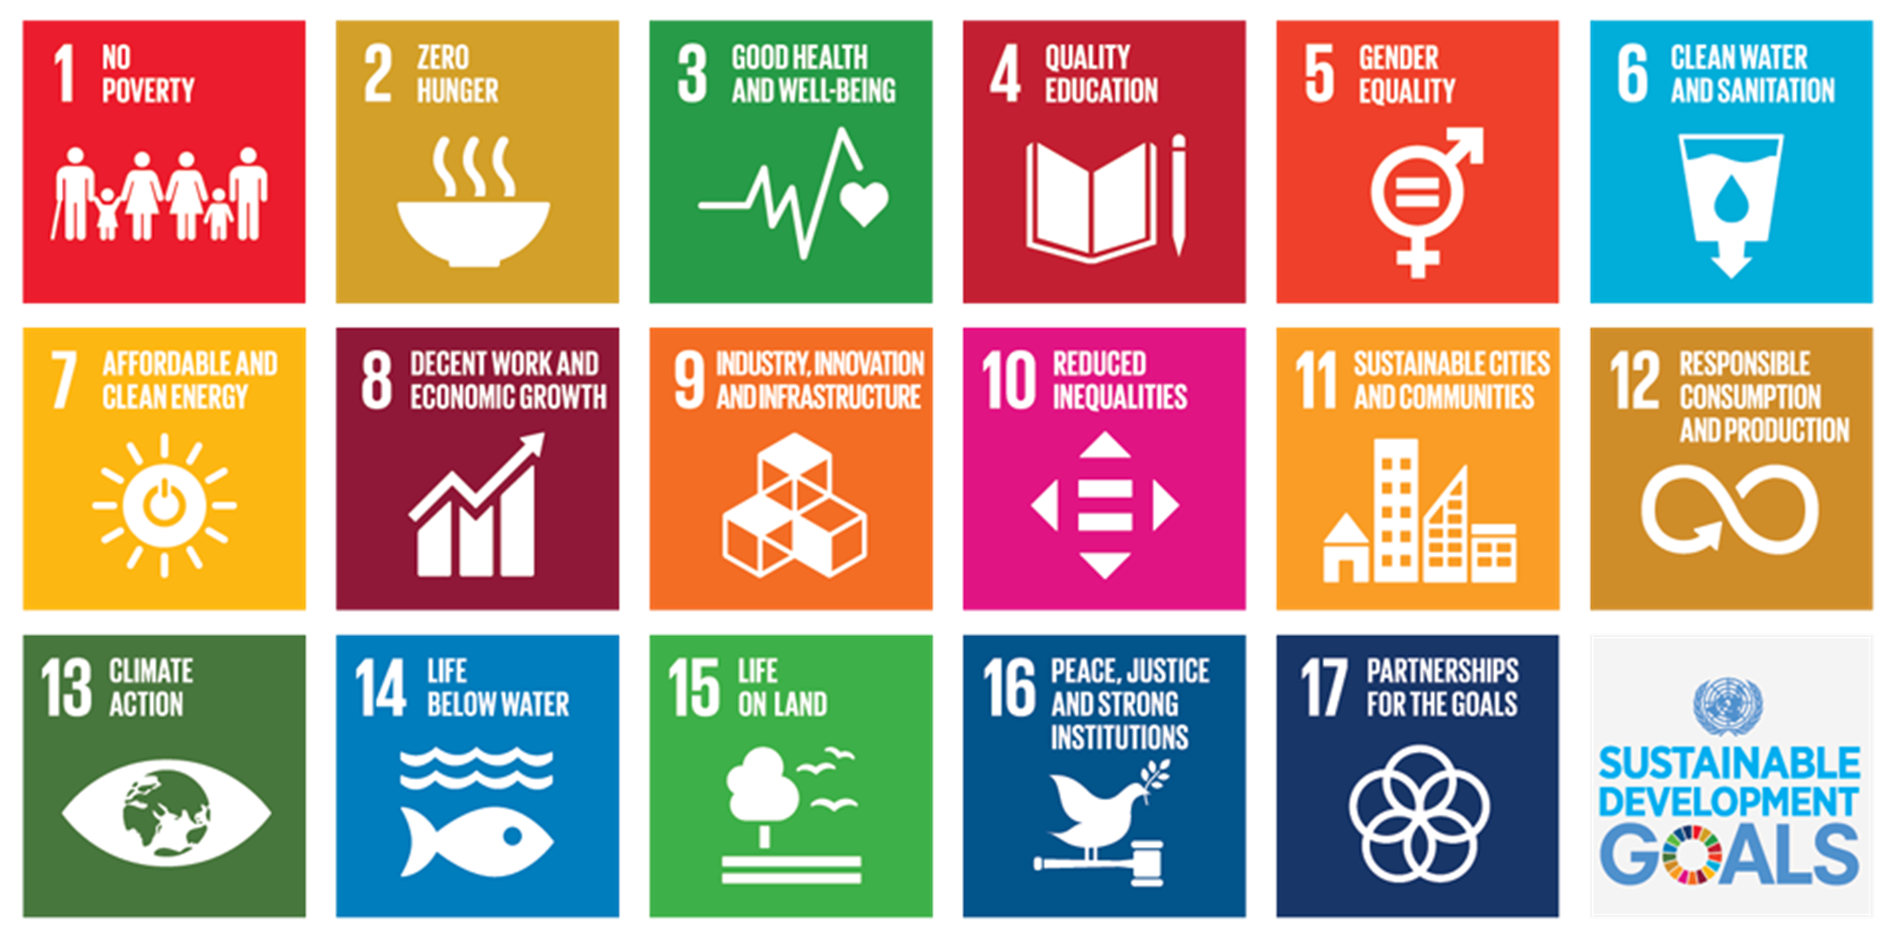 1 NO
POVERTY
2 ZERO
HUNGER
3 GOOD HEALTH
AND WELL-BEING
4 QUALITY
EDUCATION
5 GENDER
EQUALITY
6 CLEAN WATER
AND SANITATION
7 AFFORDABLE AND
CLEAN ENERGY
8 DECENT WORK AND
ECONOMIC GROWTH
9 INDUSTRY, INNOVATION
AND INFRASTRUCTURE
10 REDUCED
INEQUALITIES
11 SUSTAINABLE CITIES
AND COMMUNITIES
12 RESPONSIBLE
CONSUMPTION
AND PRODUCTION
13 CLIMATE
ACTION
14 LIFE
BELOW WATER
15 LIFE
ON LAND
16 PEACE, JUSTICE
AND STRONG
INSTITUTIONS
17 PARTNERSHIPS
FOR THE GOALS
SUSTAINABLE
DEVELOPMENT
GOALS